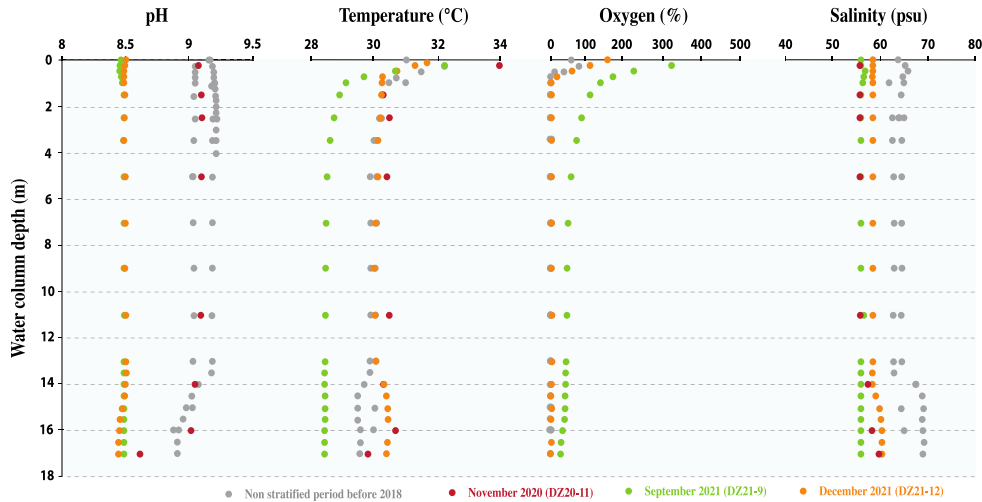 pH Temperature (°C) Oxygen (%) Salinity (psu)
8 8.5 9 9.5 28 30 32 34 0 100 200 300 400 500 40 50 60 70 80
0
2
4
6
8
10
12
14
16
18
Water column depth (m)
Non stratified period before 2018 November 2020 (DZ20-11) September 2021 (DZ21-9) December 2021 (DZ21-12)